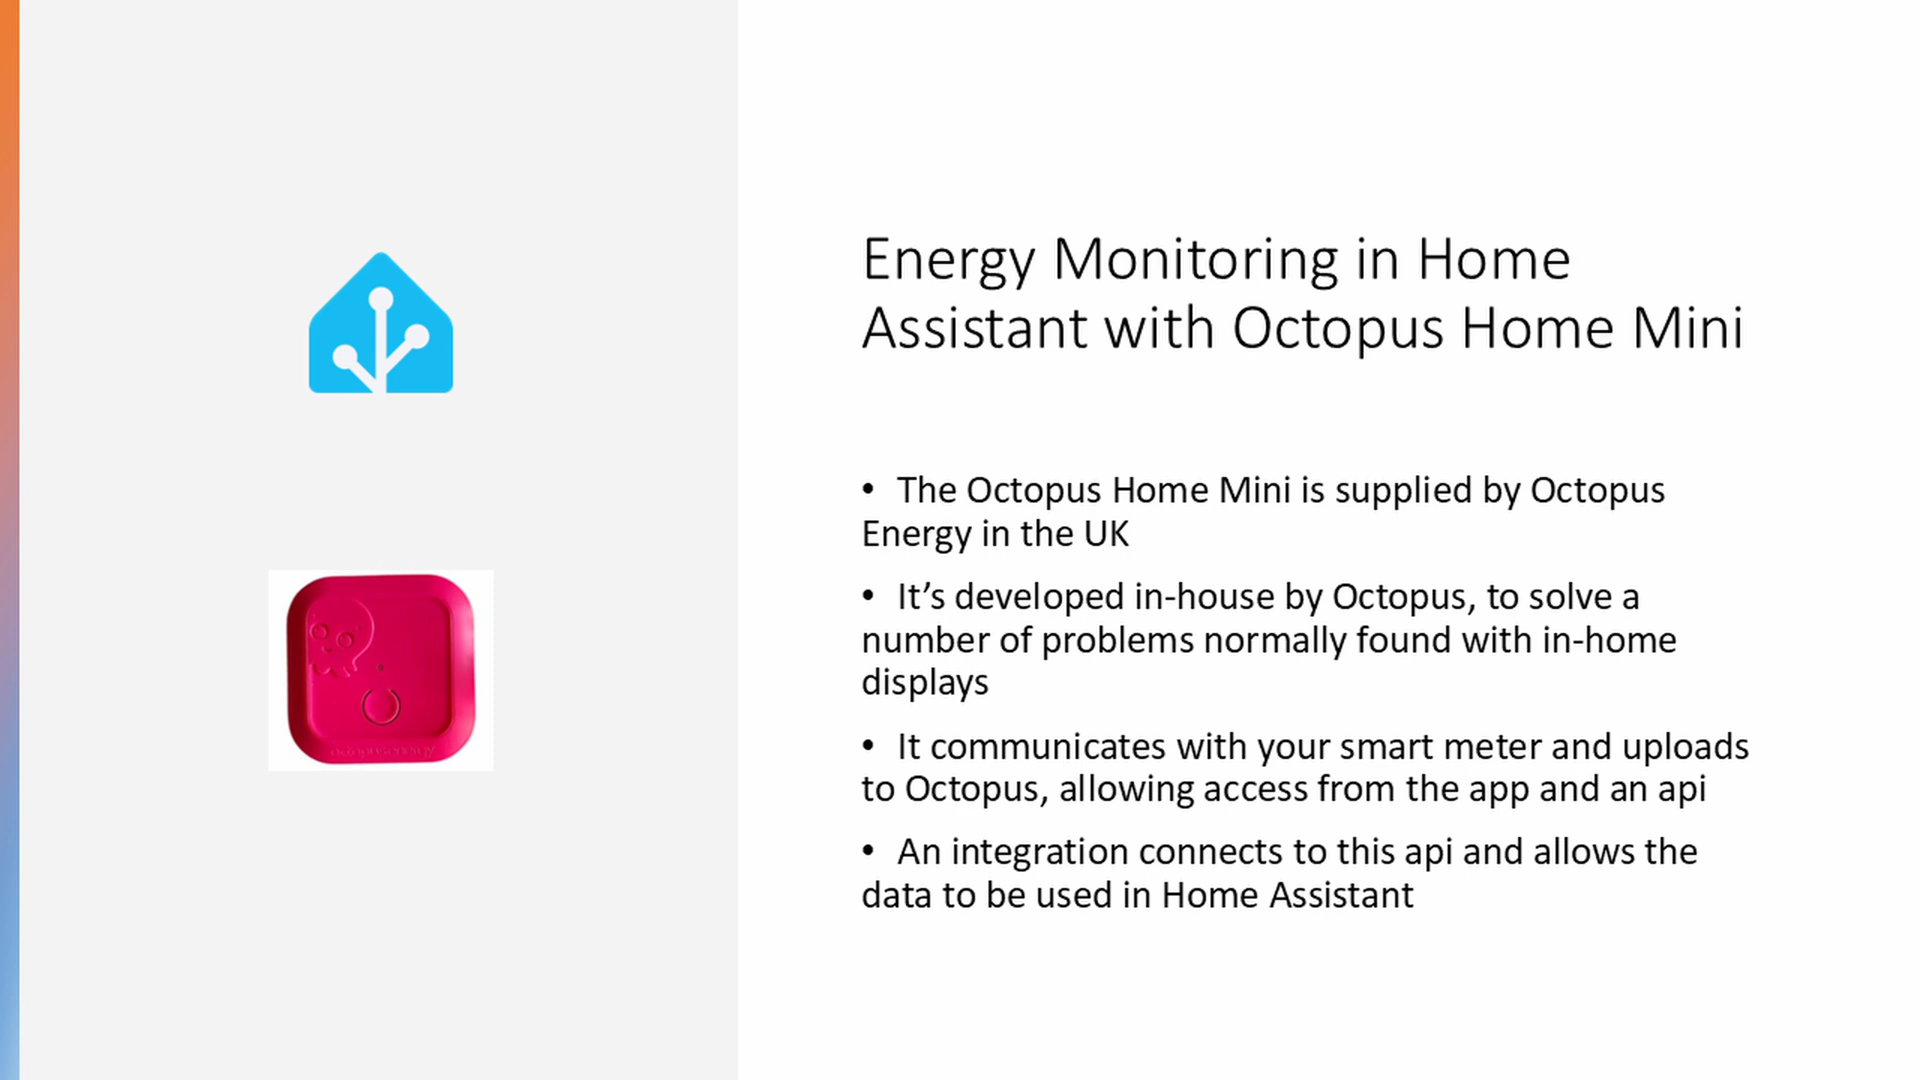 Energy Monitoring in Home
Assistant with Octopus Home Mini
• The Octopus Home Mini is supplied by Octopus
Energy in the UK
• It’s developed in-house by Octopus, to solve a
number of problems normally found with in-home
displays
• It communicates with your smart meter and uploads
to Octopus, allowing access from the app and an api
• An integration connects to this api and allows the
data to be used in Home Assistant
octopus energy